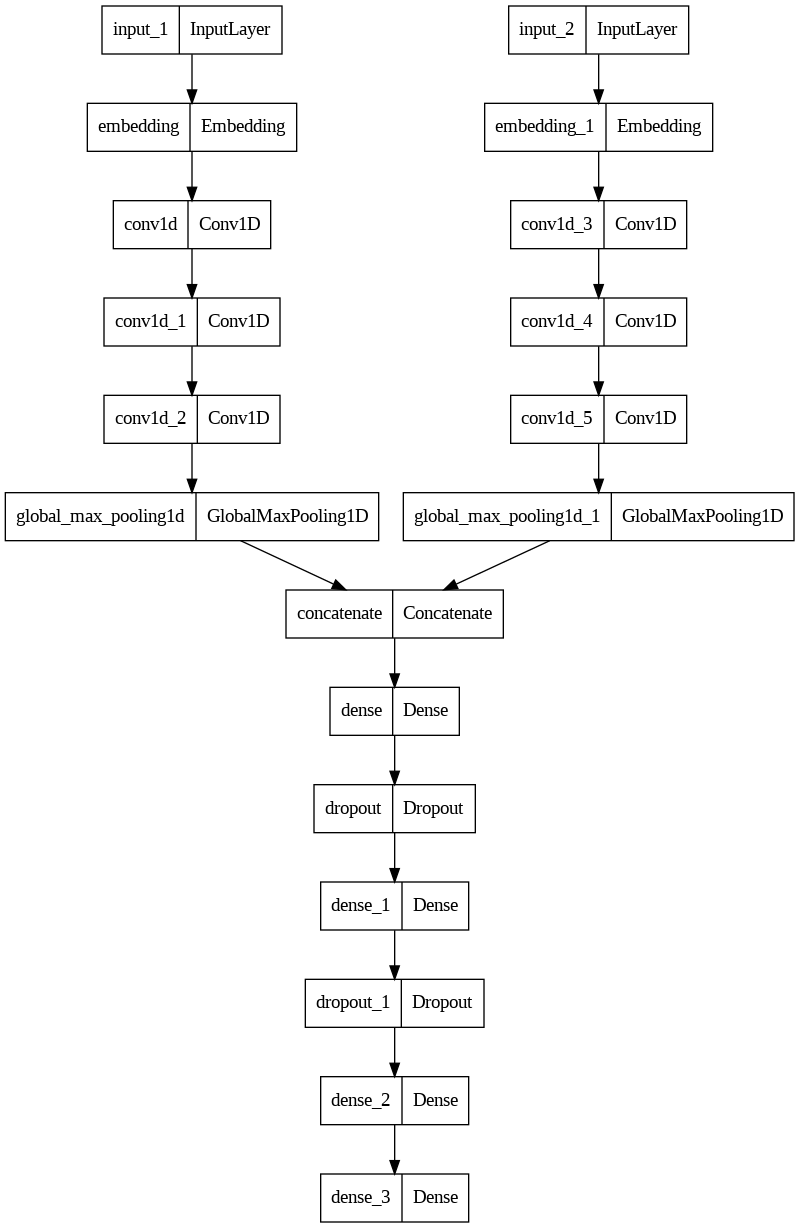 input_1 InputLayer input_2 InputLayer
embedding Embedding embedding_1 Embedding
conv1d Conv1D conv1d_3 Conv1D
conv1d_1 Conv1D conv1d_4 Conv1D
conv1d_2 Conv1D conv1d_5 Conv1D
global_max_pooling1d GlobalMaxPooling1D global_max_pooling1d_1 GlobalMaxPooling1D
concatenate Concatenate
dense Dense
dropout Dropout
dense_1 Dense
dropout_1 Dropout
dense_2 Dense
dense_3 Dense